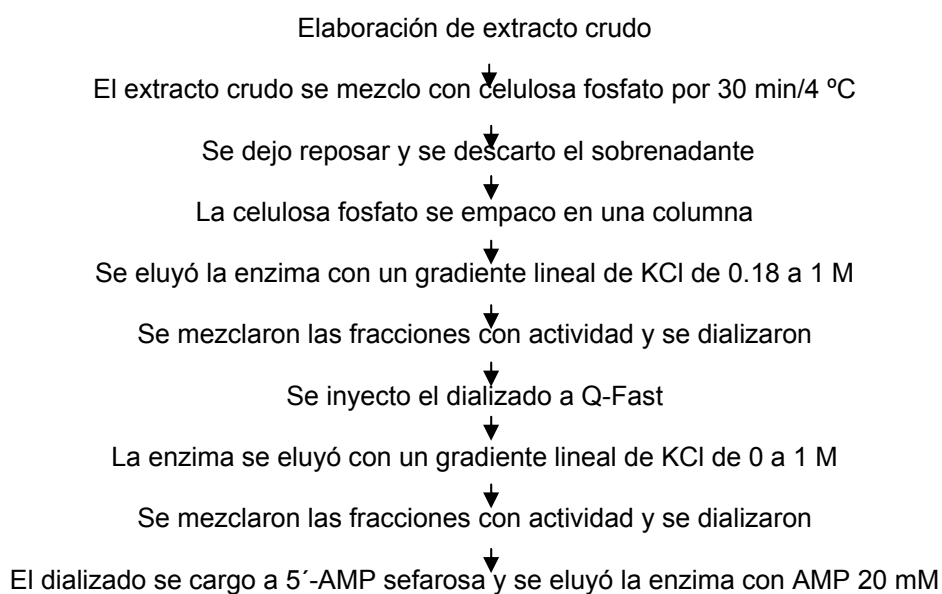 Elaboración de extracto crudo
El extracto crudo se mezclo con celulosa fosfato por 30 min/4 ºC
Se dejo reposar y se descarto el sobrenadante
La celulosa fosfato se empaco en una columna
Se eluyó la enzima con un gradiente lineal de KCl de 0.18 a 1 M
Se mezclaron las fracciones con actividad y se dializaron
Se inyecto el dializado a Q-Fast
La enzima se eluyó con un gradiente lineal de KCl de 0 a 1 M
Se mezclaron las fracciones con actividad y se dializaron
El dializado se cargo a 5´-AMP sefarosa y se eluyó la enzima con AMP 20 mM